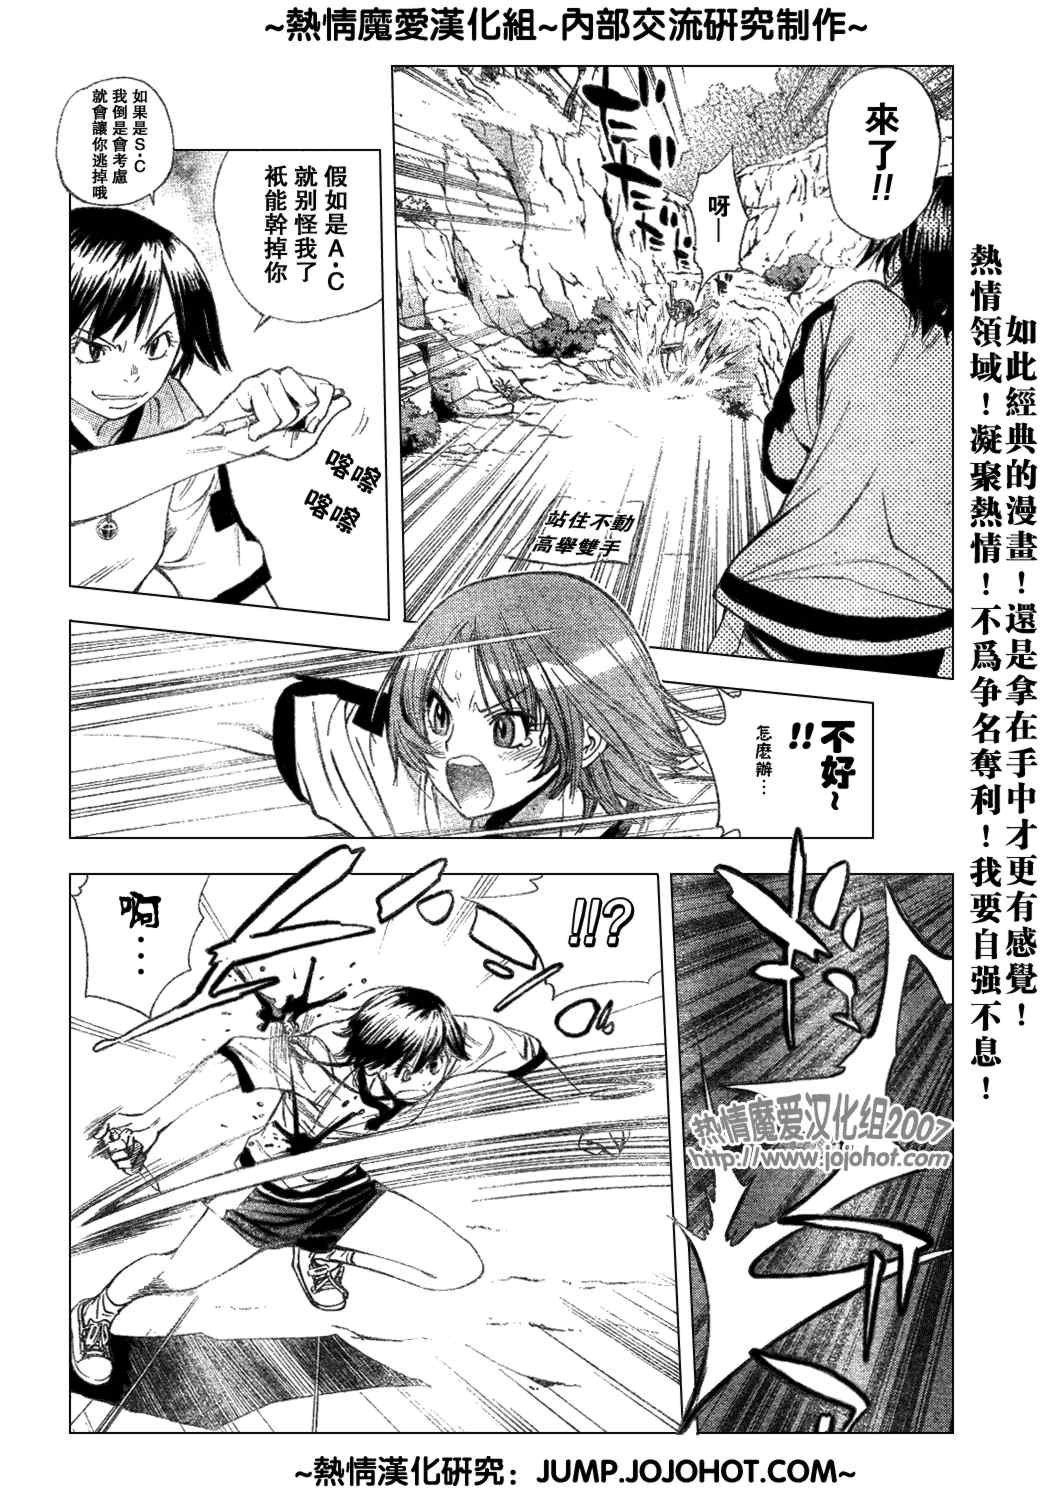 ~熱情魔愛漢化組~內部交流研究制作~
來了!!
呀—
站住不動
高舉雙手
假如是A·C
就别怪我了
衹能幹掉你
如果是S·C
我倒是會考慮
就會讓你逃掉哦
喀嚓
喀嚓
不好~
!!
怎麼辦…
!!?
啊…
如此經典的漫畫！還是拿在手中才更有感覺！
熱情領域！凝聚熱情！不爲争名奪利！我要自强不息！
热情魔爱汉化组2007
http://www.jojohot.com
~熱情漢化研究：JUMP.JOJOHOT.COM~